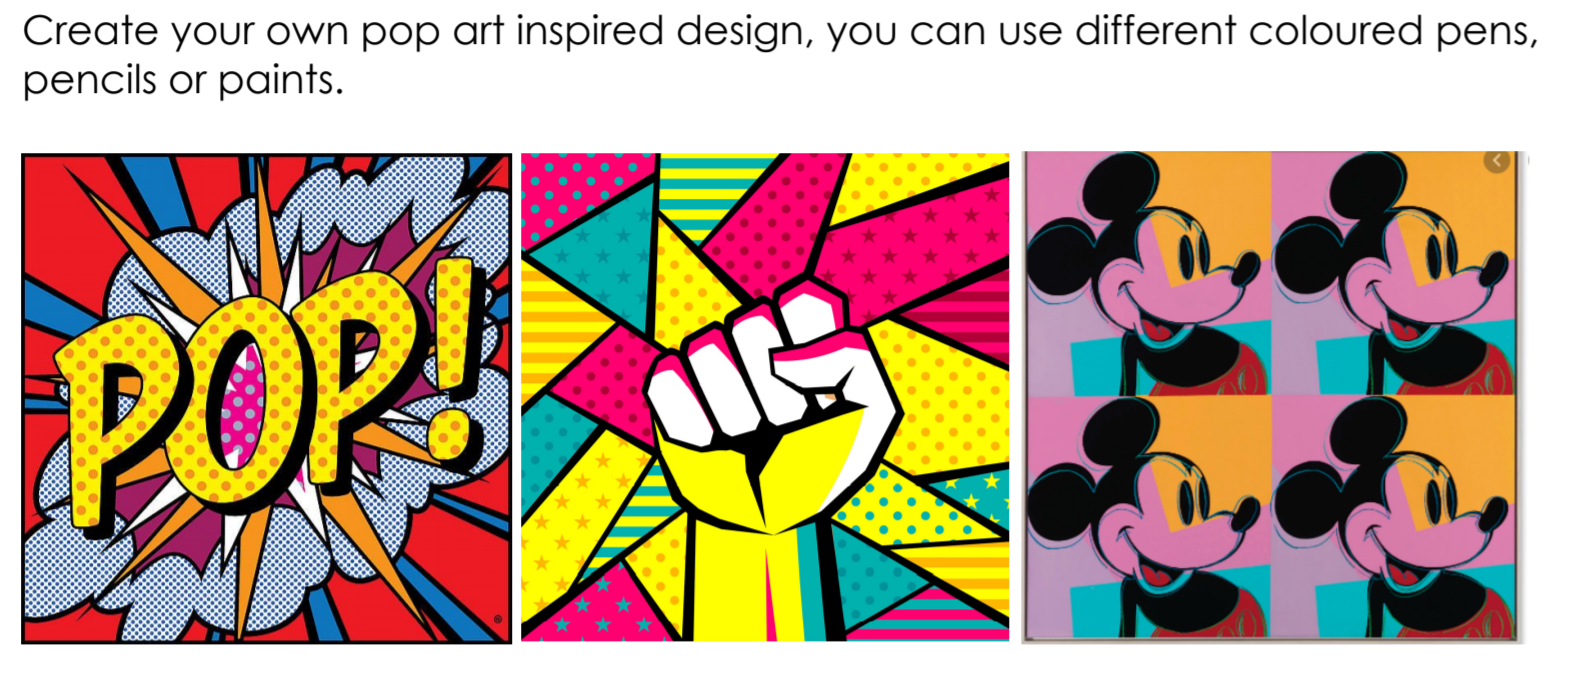 Create your own pop art inspired design, you can use different coloured pens,
pencils or paints.
POP!